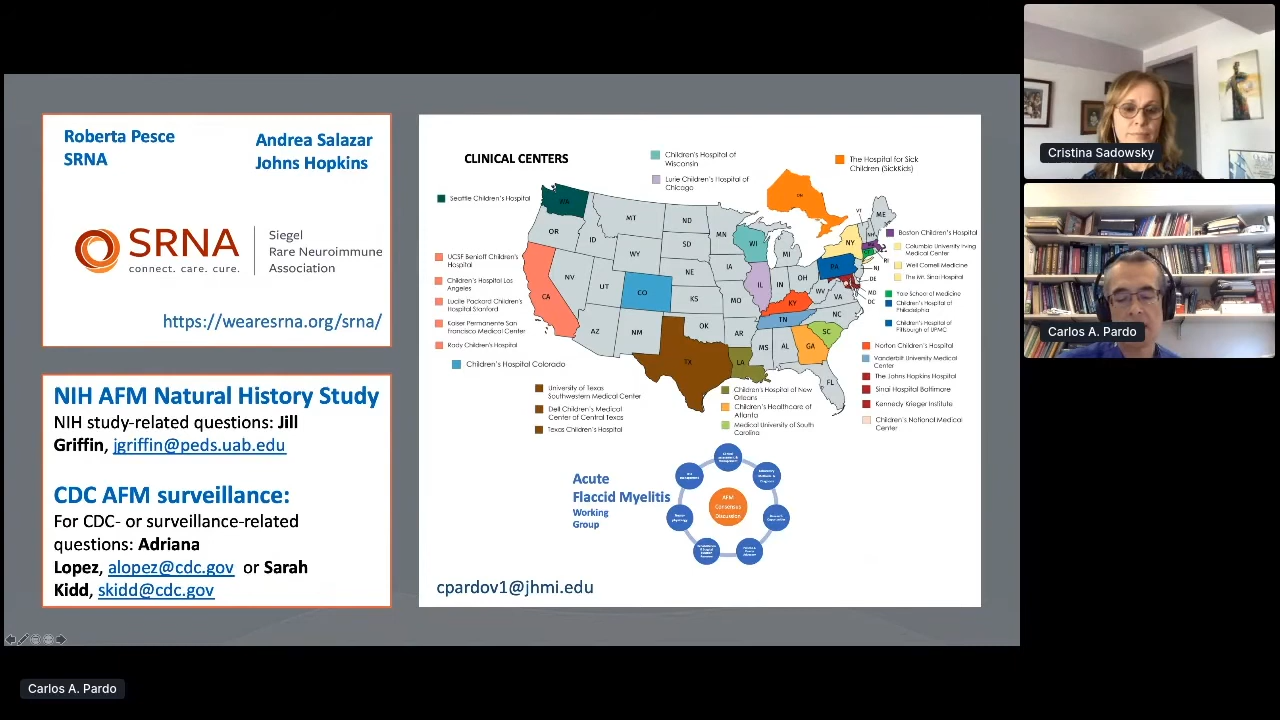 Roberta Pesce
SRNA
Andrea Salazar
Johns Hopkins
SRNA
connect. care. cure.
Siegel
Rare Neuroimmune
Association
https://wearesrna.org/srna/
NIH AFM Natural History Study
NIH study-related questions: Jill
Griffin, jgriffin@peds.uab.edu
CDC AFM surveillance:
For CDC- or surveillance-related
questions: Adriana
Lopez, alopez@cdc.gov or Sarah
Kidd, skidd@cdc.gov
CLINICAL CENTERS
Children's Hospital of
Wisconsin
Lurie Children's Hospital of
Chicago
The Hospital for Sick
Children (SickKids)
Seattle Children's Hospital
UCSF Benioff Children's
Hospital
Children's Hospital Los
Angeles
Lucile Packard Children's
Hospital Stanford
Kaiser Permanente San
Francisco Medical Center
Rady Children's Hospital
Children's Hospital Colorado
University of Texas
Southwestern Medical Center
Dell Children's Medical
Center of Central Texas
Texas Children's Hospital
Children's Hospital of New
Orleans
Children's Healthcare of
Atlanta
Medical University of South
Carolina
Boston Children's Hospital
Columbia University Irving
Medical Center
Weil Cornell Medicine
The Mt. Sinai Hospital
Yale School of Medicine
Children's Hospital of
Philadelphia
Children's Hospital of
Pittsburgh of UPMC
Norton Children's Hospital
Vanderbilt University Medical
Center
The Johns Hopkins Hospital
Sinai Hospital Baltimore
Kennedy Krieger Institute
Children's National Medical
Center
WA
OR
CA
ID
NV
MT
WY
UT
AZ
CO
NM
ND
SD
NE
KS
OK
TX
MN
IA
MO
AR
LA
WI
IL
MI
IN
KY
TN
MS
AL
GA
FL
SC
NC
VA
WV
OH
PA
NY
VT
NH
ME
RI
NJ
DE
MD
DC
Acute
Flaccid Myelitis
Working
Group
AFM
Consensus
Discussion
cpardov1@jhmi.edu
Cristina Sadowsky
Carlos A. Pardo
Carlos A. Pardo